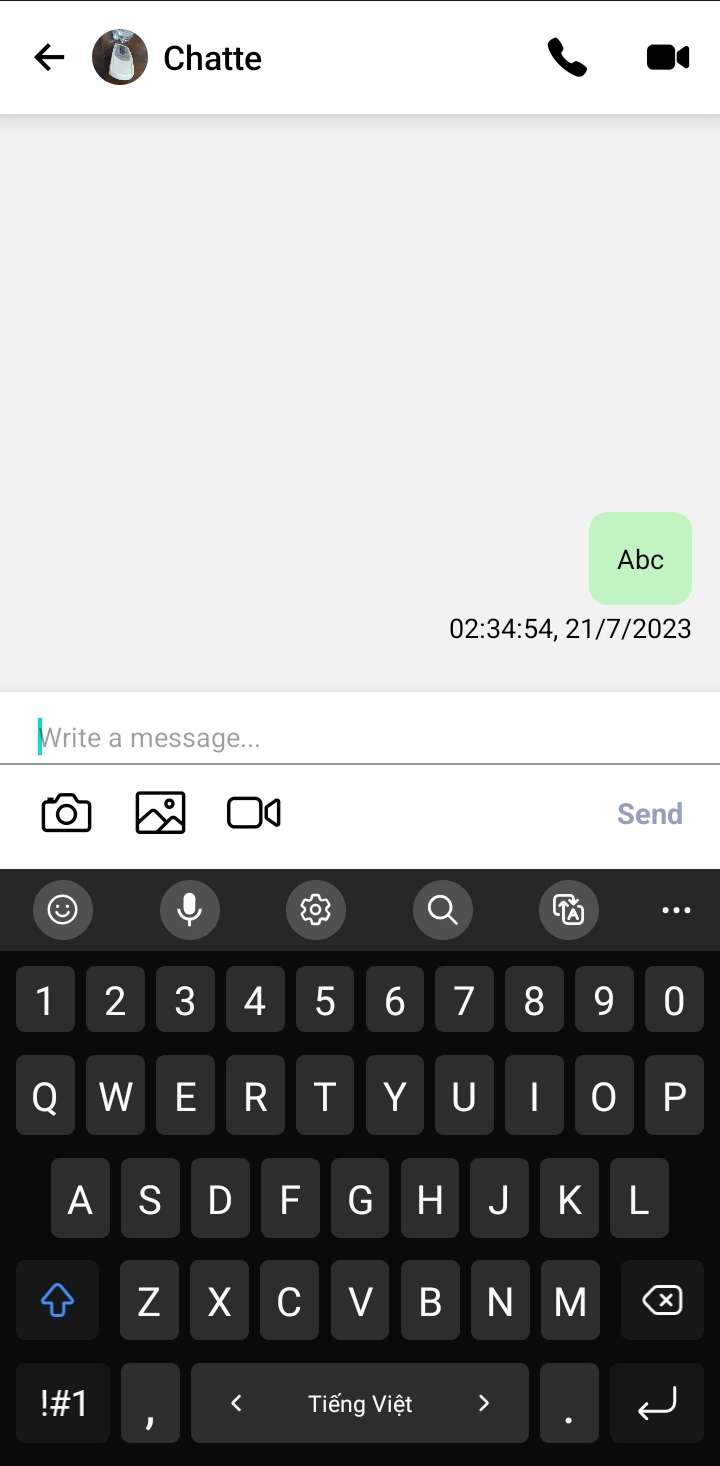 Chatte
Abc
02:34:54, 21/7/2023
Write a message...
Send
1 2 3 4 5 6 7 8 9 0
Q W E R T Y U I O P
A S D F G H J K L
Z X C V B N M
!#1 , < Tiếng Việt > .